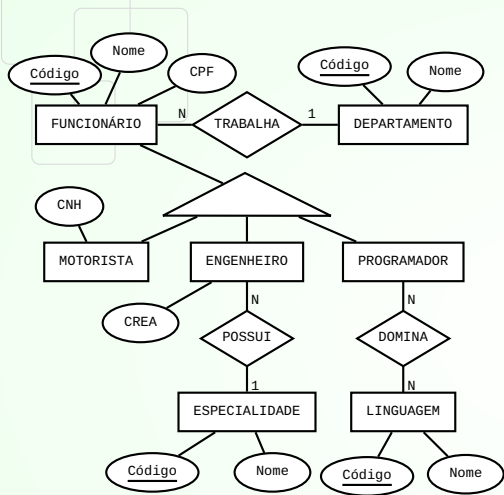 Nome
Código
CPF
Código
Nome
FUNCIONÁRIO
N
TRABALHA
1
DEPARTAMENTO
CNH
MOTORISTA
ENGENHEIRO
PROGRAMADOR
CREA
N
N
POSSUI
DOMINA
1
N
ESPECIALIDADE
LINGUAGEM
Código
Nome
Código
Nome